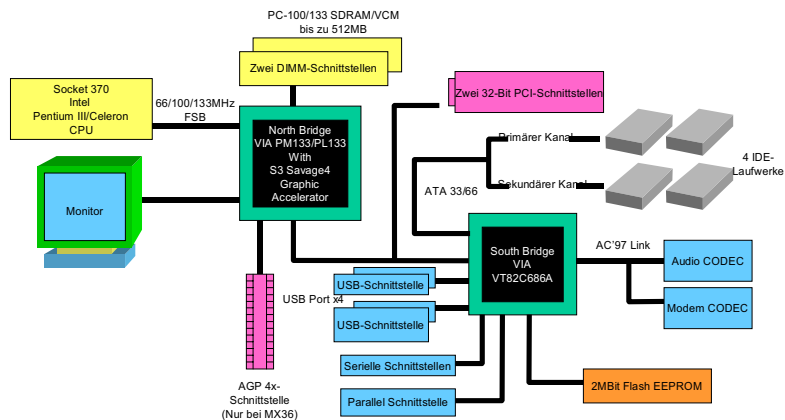 PC-100/133 SDRAM/VCM
bis zu 512MB
Zwei DIMM-Schnittstellen
Socket 370
Intel
Pentium III/Celeron
CPU
66/100/133MHz
FSB
Zwei 32-Bit PCI-Schnittstellen
North Bridge
VIA PM133/PL133
With
S3 Savage4
Graphic
Accelerator
Primärer Kanal
Sekundärer Kanal
4 IDE-
Laufwerke
ATA 33/66
Monitor
South Bridge
VIA
VT82C686A
AC'97 Link
Audio CODEC
Modem CODEC
USB-Schnittstelle
USB Port x4
USB-Schnittstelle
Serielle Schnittstellen
Parallel Schnittstelle
2MBit Flash EEPROM
AGP 4x-
Schnittstelle
(Nur bei MX36)